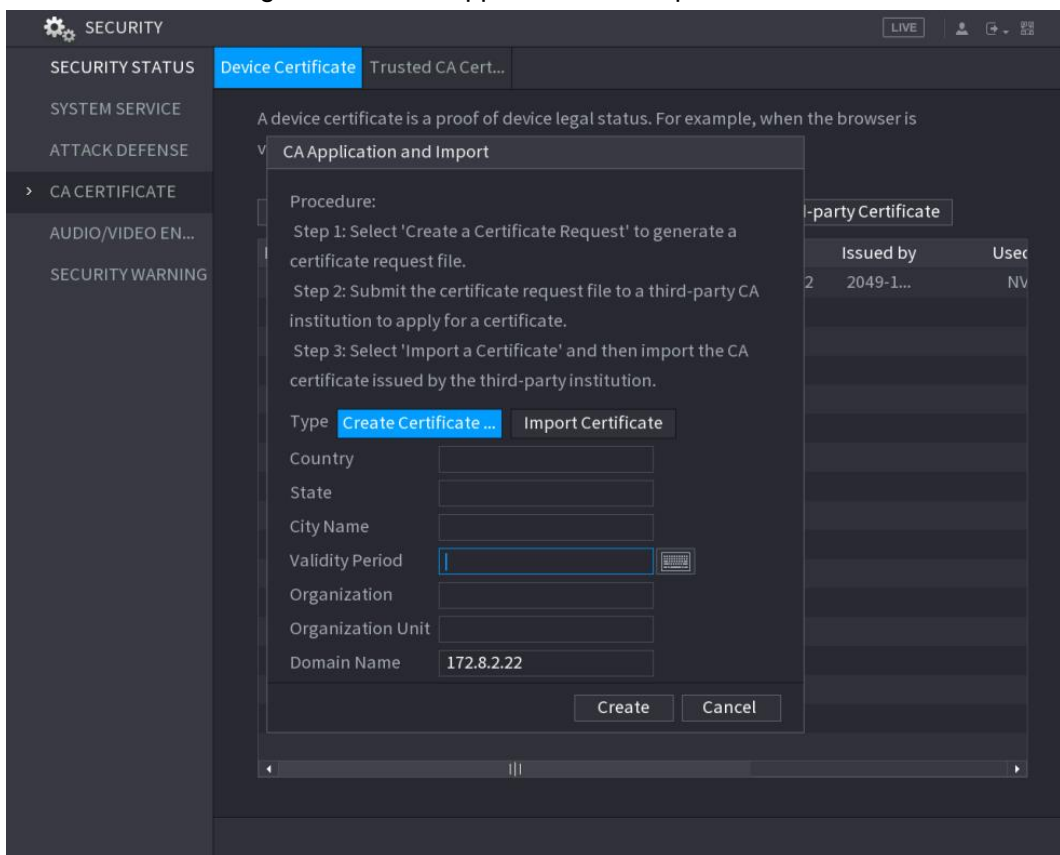 SECURITY
LIVE
SECURITY STATUS
Device Certificate
Trusted CA Cert...
SYSTEM SERVICE
A device certificate is a proof of device legal status. For example, when the browser is
ATTACK DEFENSE
CA Application and Import
CA CERTIFICATE
Procedure:
-party Certificate
Step 1: Select 'Create a Certificate Request' to generate a
AUDIO/VIDEO EN...
certificate request file.
Issued by
Used
SECURITY WARNING
Step 2: Submit the certificate request file to a third-party CA
2
2049-1...
NV
institution to apply for a certificate.
Step 3: Select 'Import a Certificate' and then import the CA
certificate issued by the third-party institution.
Type
Create Certificate ...
Import Certificate
Country
State
City Name
Validity Period
Organization
Organization Unit
Domain Name
172.8.2.22
Create
Cancel